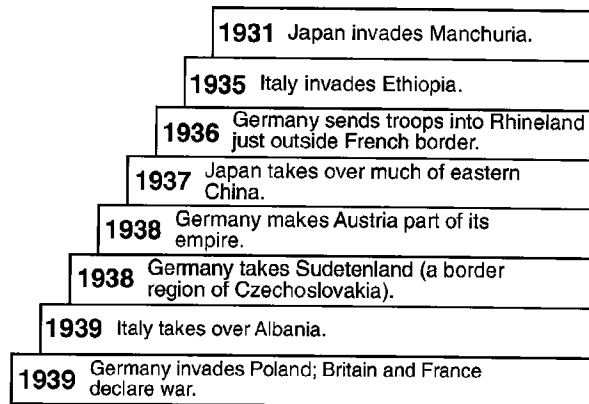 1931 Japan invades Manchuria.
1935 Italy invades Ethiopia.
1936 Germany sends troops into Rhineland
just outside French border.
1937 Japan takes over much of eastern
China.
1938 Germany makes Austria part of its
empire.
1938 Germany takes Sudetenland (a border
region of Czechoslovakia).
1939 Italy takes over Albania.
1939 Germany invades Poland; Britain and France
declare war.